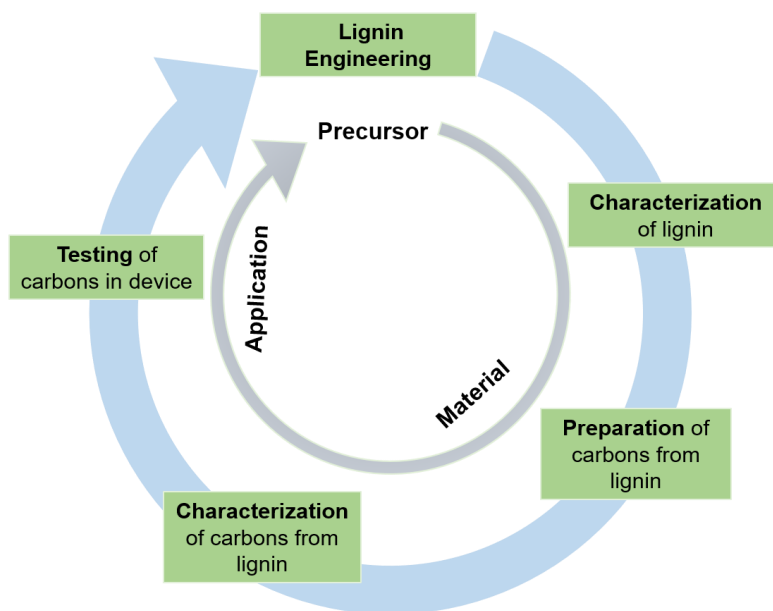 Lignin
Engineering
Precursor
Characterization
of lignin
Testing of
carbons in device
Application
Material
Preparation of
carbons from
lignin
Characterization
of carbons from
lignin